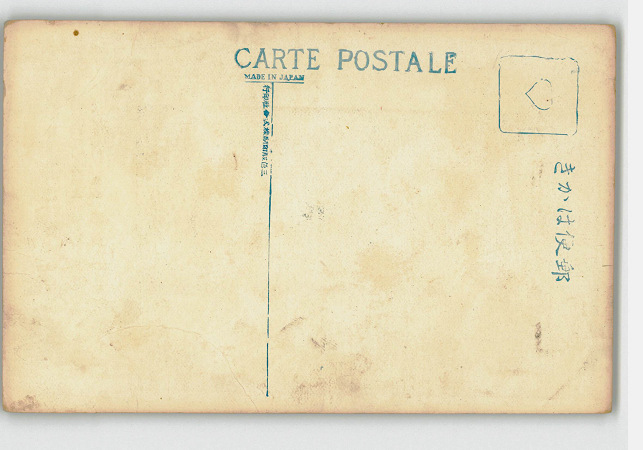 CARTE POSTALE
MADE IN JAPAN
きかは便郵